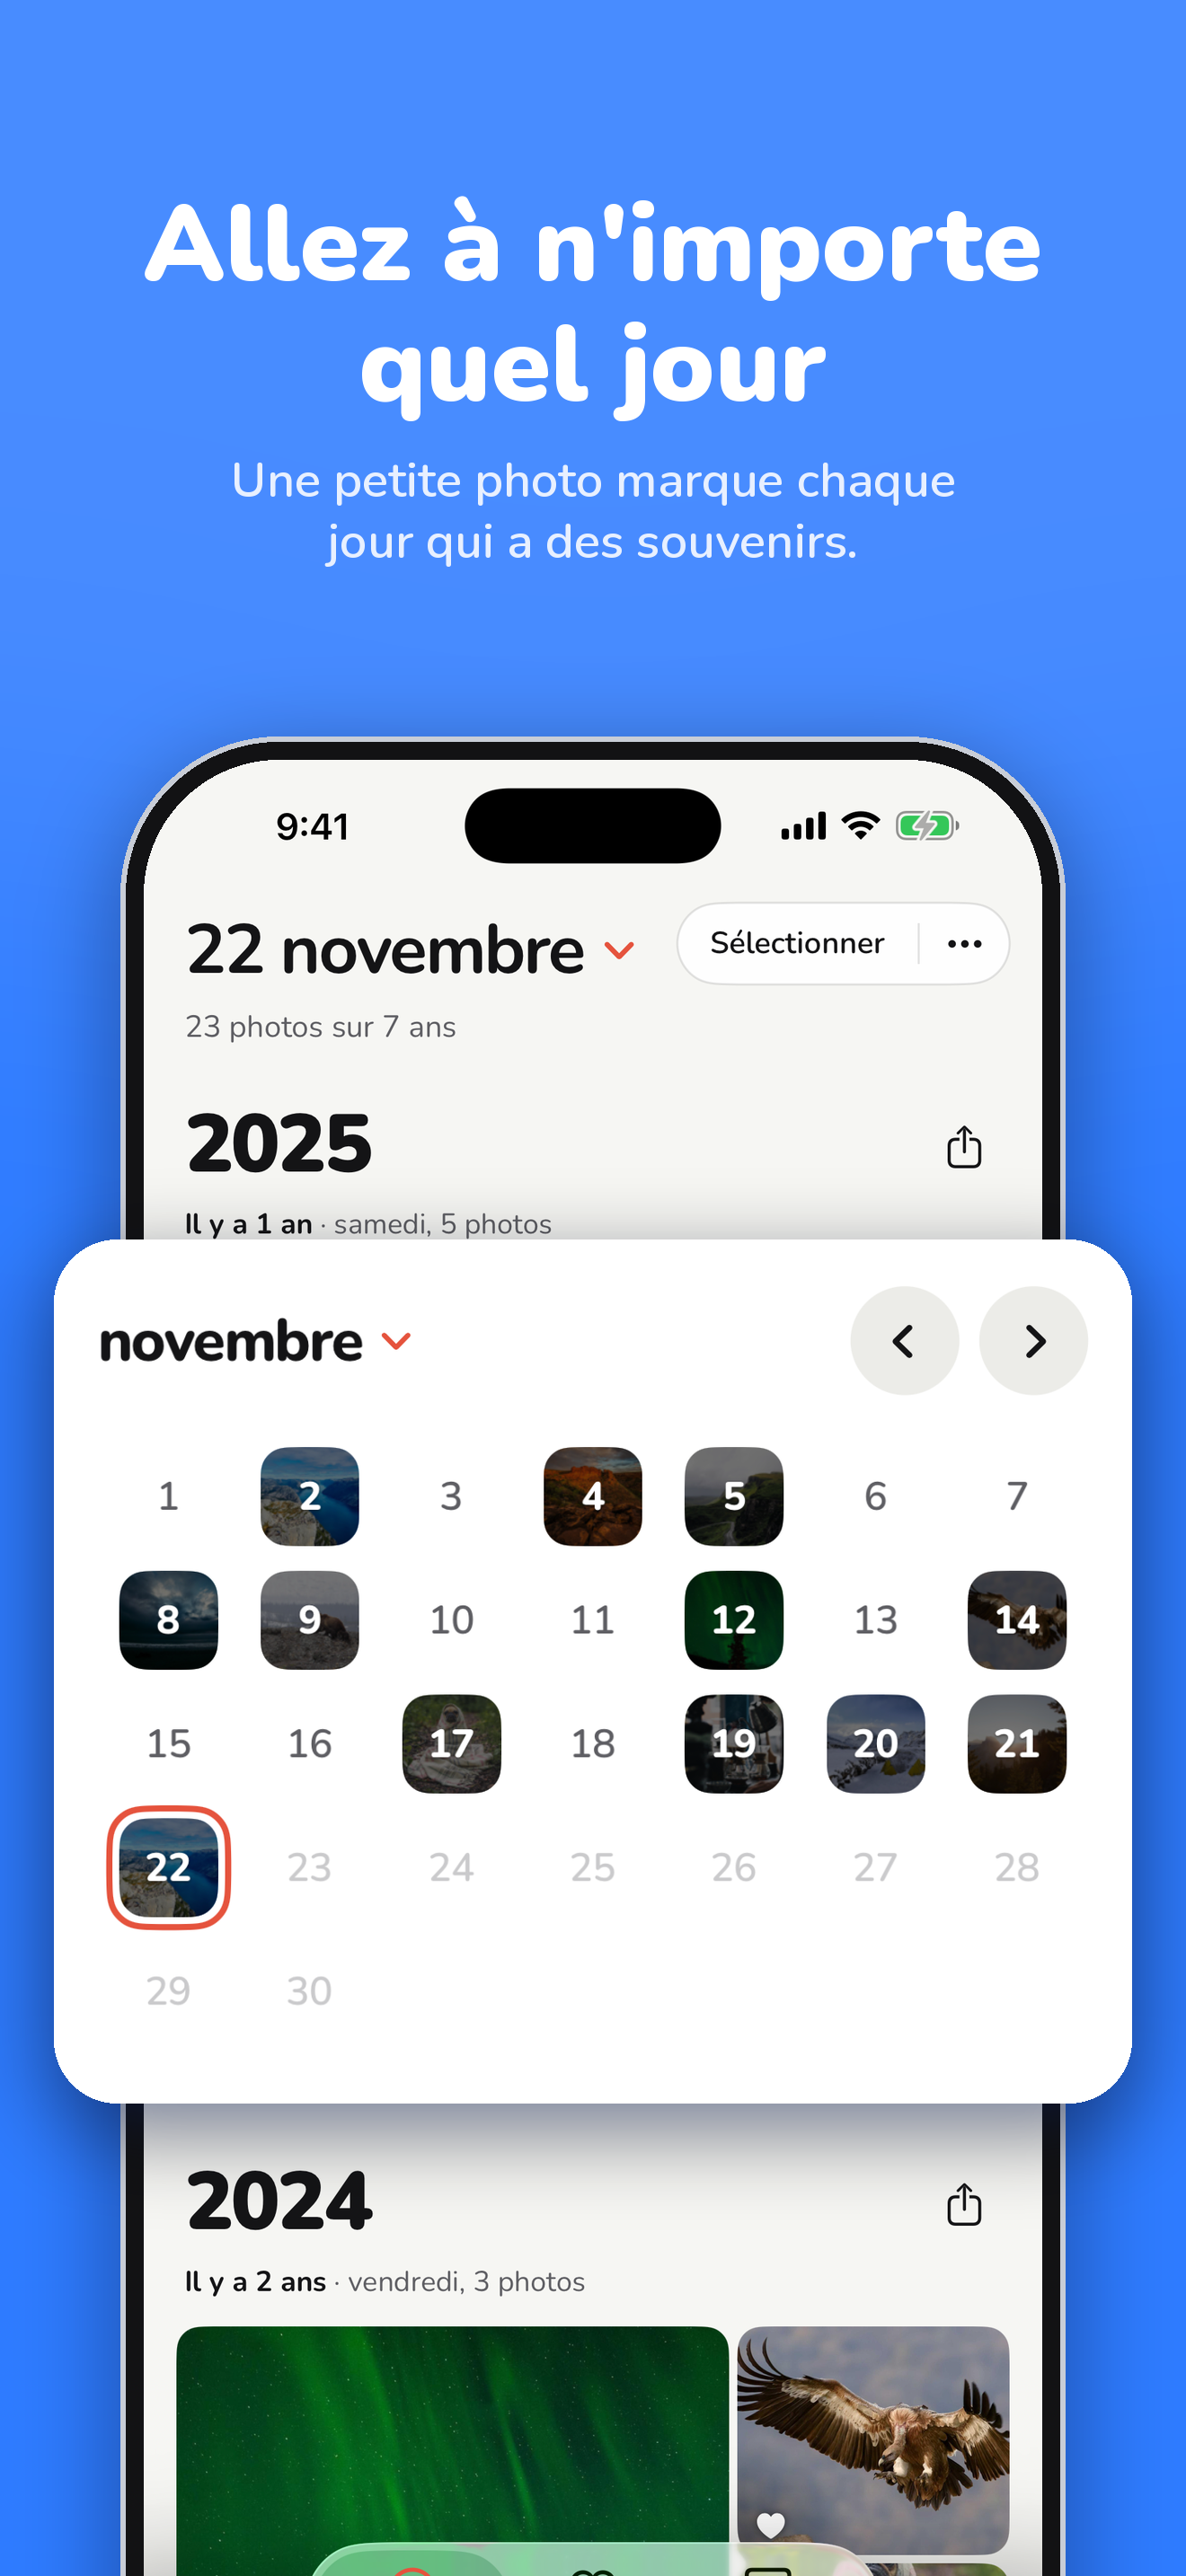 Allez à n'importe
quel jour
Une petite photo marque chaque
jour qui a des souvenirs.
9:41
22 novembre
Sélectionner
23 photos sur 7 ans
2025
Il y a 1 an · samedi, 5 photos
novembre
1 2 3 4 5 6 7
8 9 10 11 12 13 14
15 16 17 18 19 20 21
22 23 24 25 26 27 28
29 30
2024
Il y a 2 ans · vendredi, 3 photos